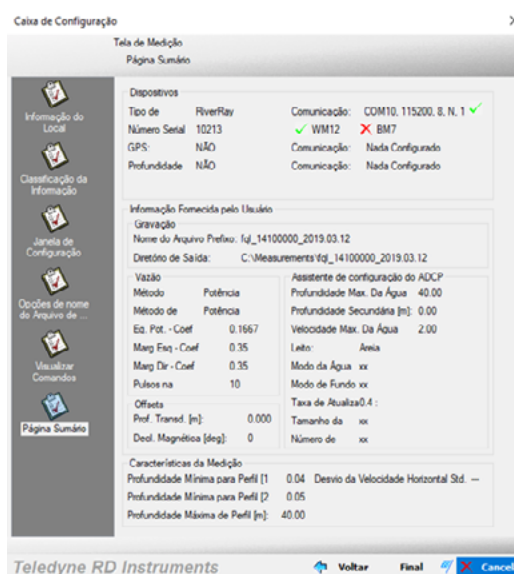 Caixa de Configuração
Tela de Medição
Página Sumário
Informação do
Local
Classificação da
Informação
Janela de
Configuração
Opções de nome
do Arquivo de ...
Visualizar
Comandos
Página Sumário
Dispositivos
Tipo de RiverRay Comunicação: COM10, 115200, 8, N, 1
Número Serial 10213 WM12 BM7
GPS: NÃO Comunicação: Nada Configurado
Profundidade NÃO Comunicação: Nada Configurado
Informação Fornecida pelo Usuário
Gravação
Nome do Arquivo Prefixo: fql_14100000_2019.03.12
Diretório de Saída: C:\Measurements\fql_14100000_2019.03.12
Vazão
Método Potência
Método de Potência
Eq. Pot. - Coef 0.1667
Marg Esq - Coef 0.35
Marg Dir - Coef 0.35
Pulsos na 10
Offsets
Prof. Transd. [m]: 0.000
Decl. Magnética [deg]: 0
Assistente de configuração do ADCP
Profundidade Max. Da Água 40.00
Profundidade Secundária [m]: 0.00
Velocidade Max. Da Água 2.00
Leito: Areia
Modo da Água xx
Modo de Fundo xx
Taxa de Atualiza0.4 :
Tamanho da xx
Número de xx
Características da Medição
Profundidade Mínima para Perfil [1 0.04 Desvio da Velocidade Horizontal Std. ---
Profundidade Mínima para Perfil [2 0.05
Profundidade Máxima de Perfil [m]: 40.00
Teledyne RD Instruments
Voltar Final Cancel